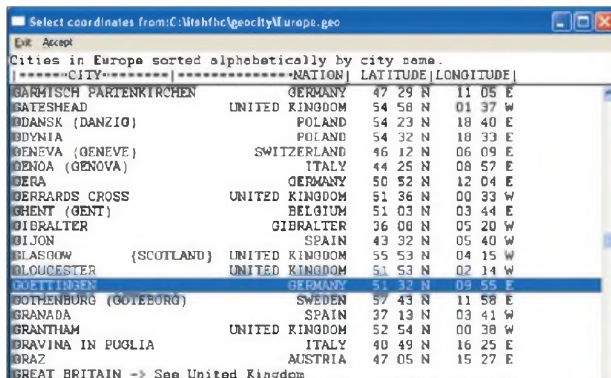 Select coordinates from:C:\itshfbc\geocity\Europe.geo
Exit Accept
Cities in Europe sorted alphabetically by city name.
|------CITY---------|---------------NATION| LATITUDE|LONGITUDE|
GARMISCH PARTENKIRCHEN GERMANY 47 29 N 11 05 E
GATESHEAD UNITED KINGDOM 54 58 N 01 37 W
GDANSK (DANZIG) POLAND 54 23 N 18 40 E
GDYNIA POLAND 54 32 N 18 33 E
GENEVA (GENEVE) SWITZERLAND 46 12 N 06 09 E
GENOA (GENOVA) ITALY 44 25 N 08 57 E
GERA GERMANY 50 52 N 12 04 E
GERRARDS CROSS UNITED KINGDOM 51 36 N 00 33 W
GHENT (GENT) BELGIUM 51 03 N 03 44 E
GIBRALTER GIBRALTER 36 08 N 05 20 W
GIJON SPAIN 43 32 N 05 40 W
GLASGOW (SCOTLAND) UNITED KINGDOM 55 53 N 04 15 W
GLOUCESTER UNITED KINGDOM 51 53 N 02 14 W
GOETTINGEN GERMANY 51 32 N 09 55 E
GOTHENBURG (GOTEBORG) SWEDEN 57 43 N 11 58 E
GRANADA SPAIN 37 13 N 03 41 W
GRANTHAM UNITED KINGDOM 52 54 N 00 38 W
GRAVINA IN PUGLIA ITALY 40 49 N 16 25 E
GRAZ AUSTRIA 47 05 N 15 27 E
GREAT BRITAIN -> See United Kingdom